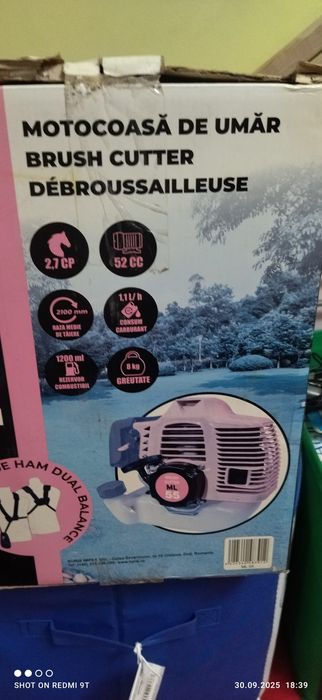 MOTOCOASĂ DE UMĂR
BRUSH CUTTER
DÉBROUSSAILLEUSE
2,7 CP
52 CC
2100 mm
RAZA MEDIE
DE TĂIERE
1,1 L/h
CONSUM
CARBURANT
1200 ml
REZERVOR
COMBUSTIBIL
8 kg
GREUTATE
HAM DUAL BALANCE
ML
55
SHOT ON REDMI 9T
30.09.2025 18:39